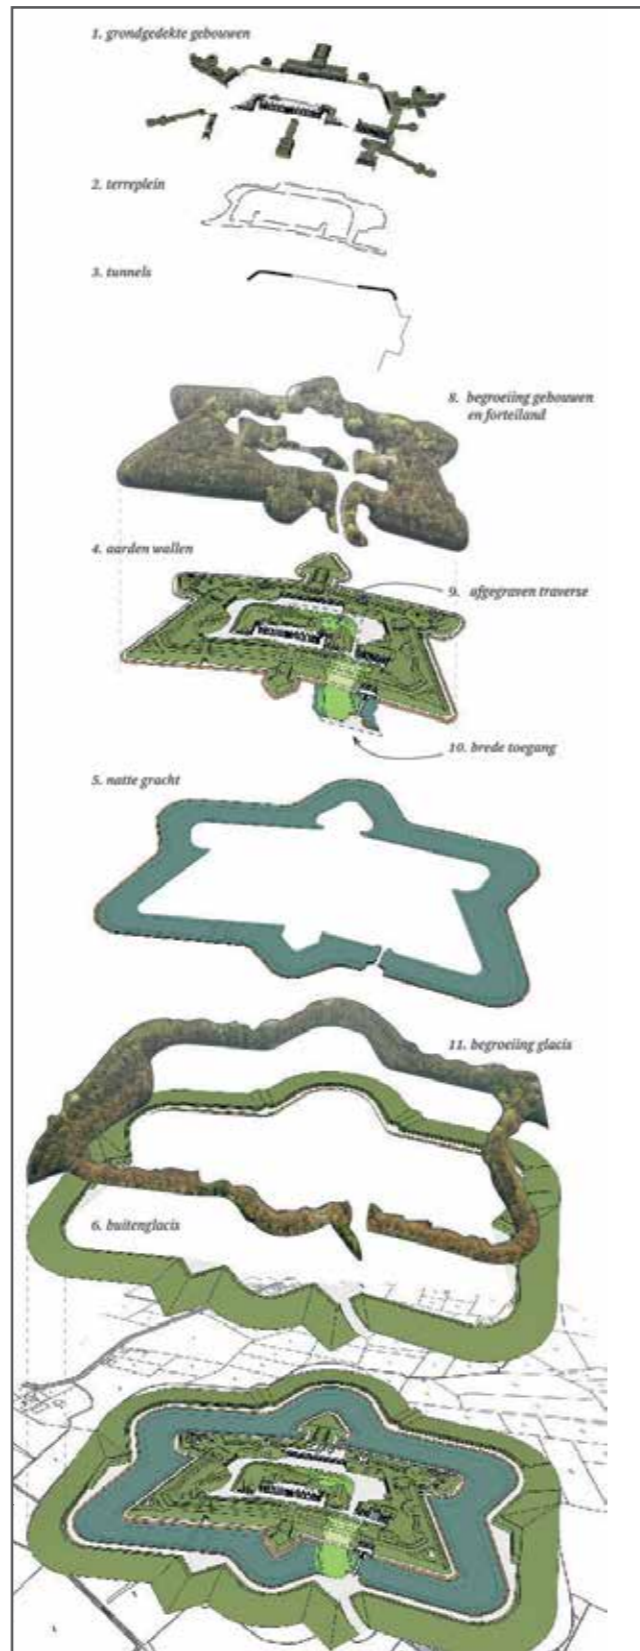 1. grondgedekte gebouwen
2. terreplein
3. tunnels
8. begroeiing gebouwen
en forteiland
4. aarden wallen
9. afgegraven traverse
10. brede toegang
5. natte gracht
11. begroeiing glacis
6. buitenglacis